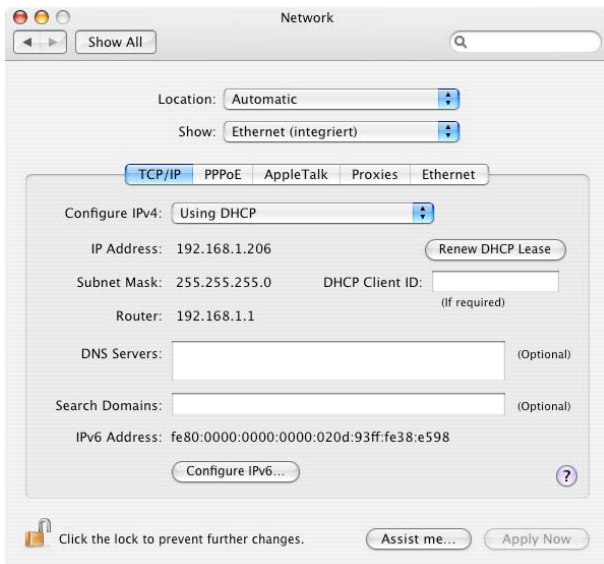 Network
Show All
Location: Automatic
Show: Ethernet (integriert)
TCP/IP PPPoE AppleTalk Proxies Ethernet
Configure IPv4: Using DHCP
IP Address: 192.168.1.206 Renew DHCP Lease
Subnet Mask: 255.255.255.0 DHCP Client ID:
(If required)
Router: 192.168.1.1
DNS Servers: (Optional)
Search Domains: (Optional)
IPv6 Address: fe80:0000:0000:0000:020d:93ff:fe38:e598
Configure IPv6... ?
Click the lock to prevent further changes. Assist me... Apply Now